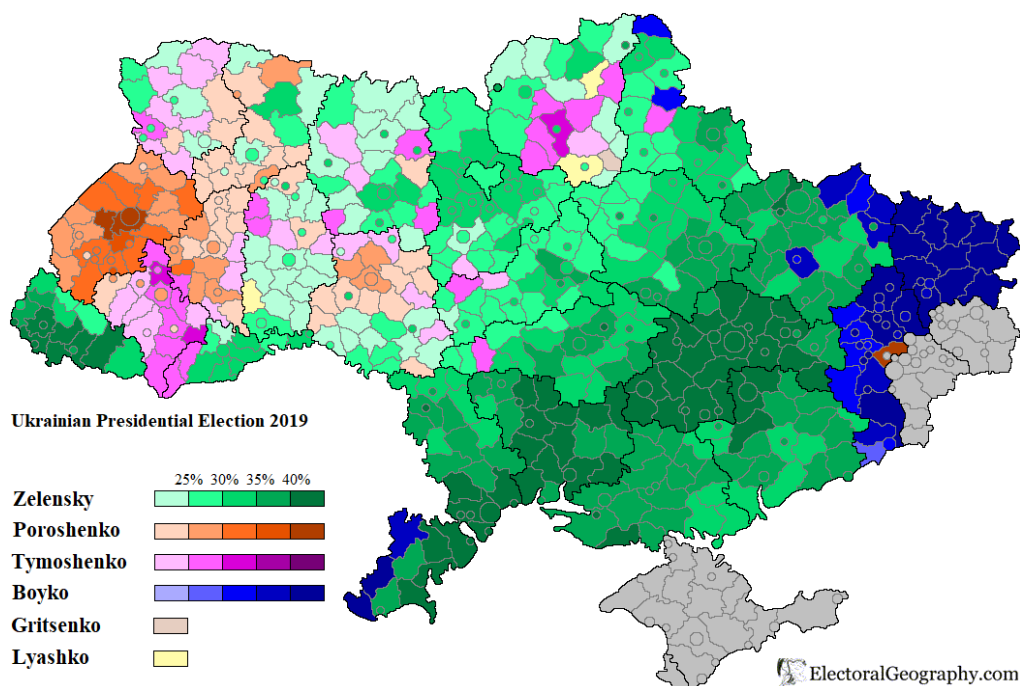 Ukrainian Presidential Election 2019
25% 30% 35% 40%
Zelensky
Poroshenko
Tymoshenko
Boyko
Gritsenko
Lyashko
ElectoralGeography.com